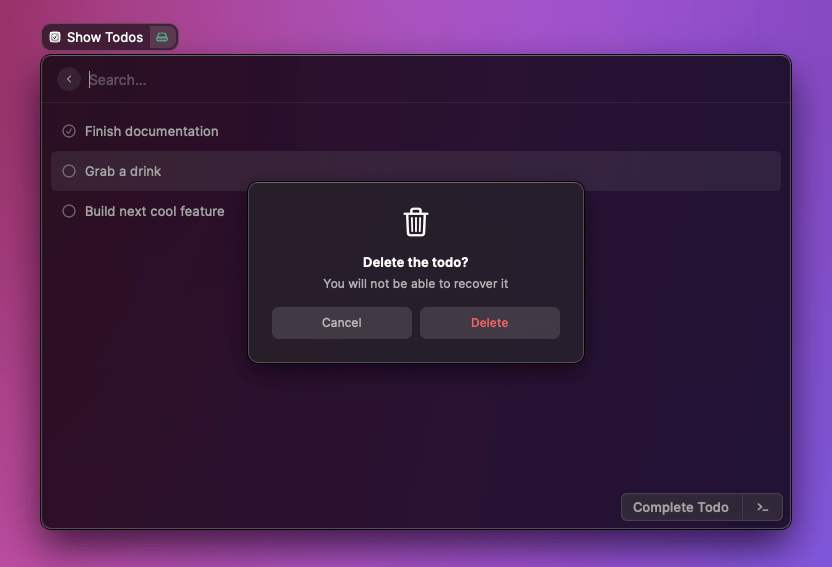 Show Todos
Search...
Finish documentation
Grab a drink
Build next cool feature
Delete the todo?
You will not be able to recover it
Cancel
Delete
Complete Todo